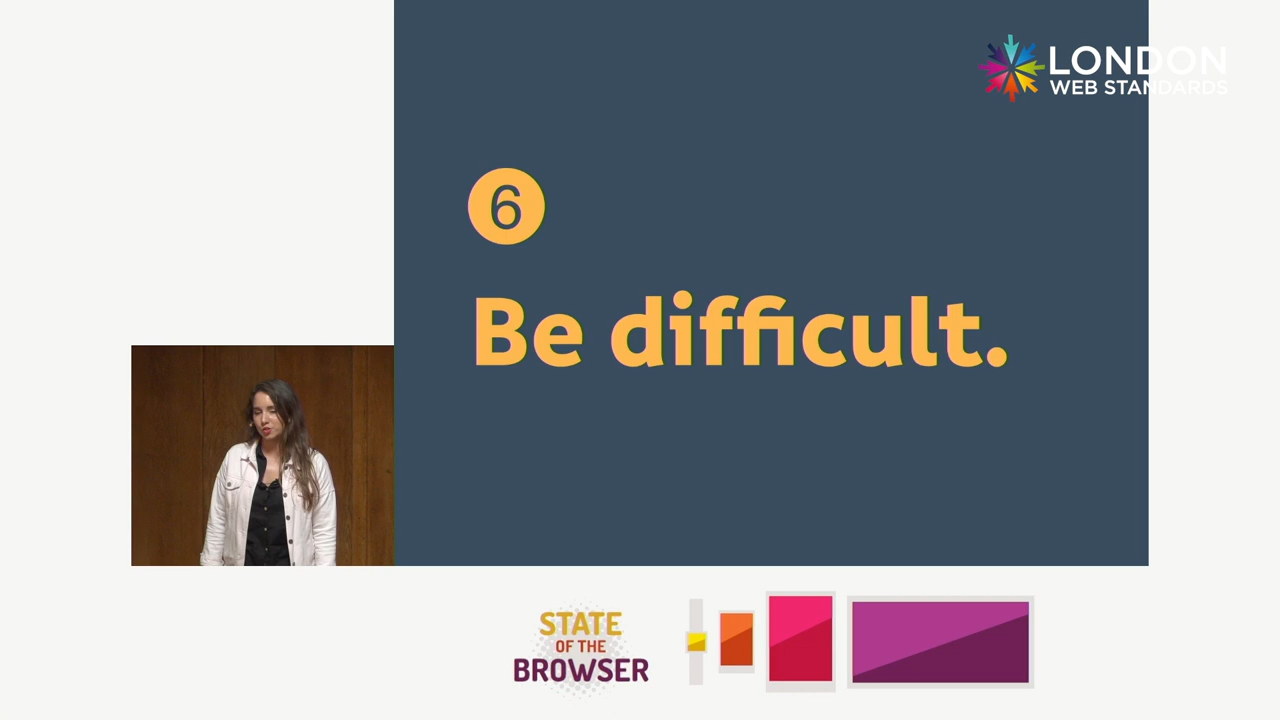 LONDON
WEB STANDARDS
6
Be difficult.
STATE
OF THE
BROWSER